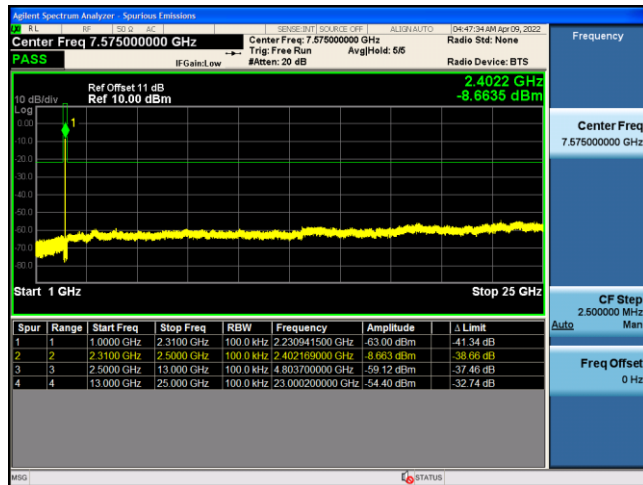 Agilent Spectrum Analyzer - Spurious Emissions
RL RF 50 Ω AC SENSE:INT SOURCE OFF ALIGN AUTO 04:47:34 AM Apr 09, 2022
Center Freq 7.575000000 GHz Center Freq: 7.575000000 GHz Radio Std: None
Trig: Free Run Avg|Hold: 5/5
PASS IFGain:Low #Atten: 20 dB Radio Device: BTS
Frequency
Ref Offset 11 dB 2.4022 GHz
10 dB/div Ref 10.00 dBm -8.6635 dBm
Log
1
0.00
-10.0
-20.0
-30.0
-40.0
-50.0
-60.0
-70.0
-80.0
Start 1 GHz Stop 25 GHz
Center Freq
7.575000000 GHz
CF Step
2.500000 MHz
Auto Man
Freq Offset
0 Hz
Spur Range Start Freq Stop Freq RBW Frequency Amplitude Δ Limit
1 1 1.0000 GHz 2.3100 GHz 100.0 kHz 2.230941500 GHz -63.00 dBm -41.34 dB
2 2 2.3100 GHz 2.5000 GHz 100.0 kHz 2.402169000 GHz -8.663 dBm -38.66 dB
3 3 2.5000 GHz 13.000 GHz 100.0 kHz 4.803700000 GHz -59.12 dBm -37.46 dB
4 4 13.000 GHz 25.000 GHz 100.0 kHz 23.000200000 GHz -54.40 dBm -32.74 dB
MSG STATUS